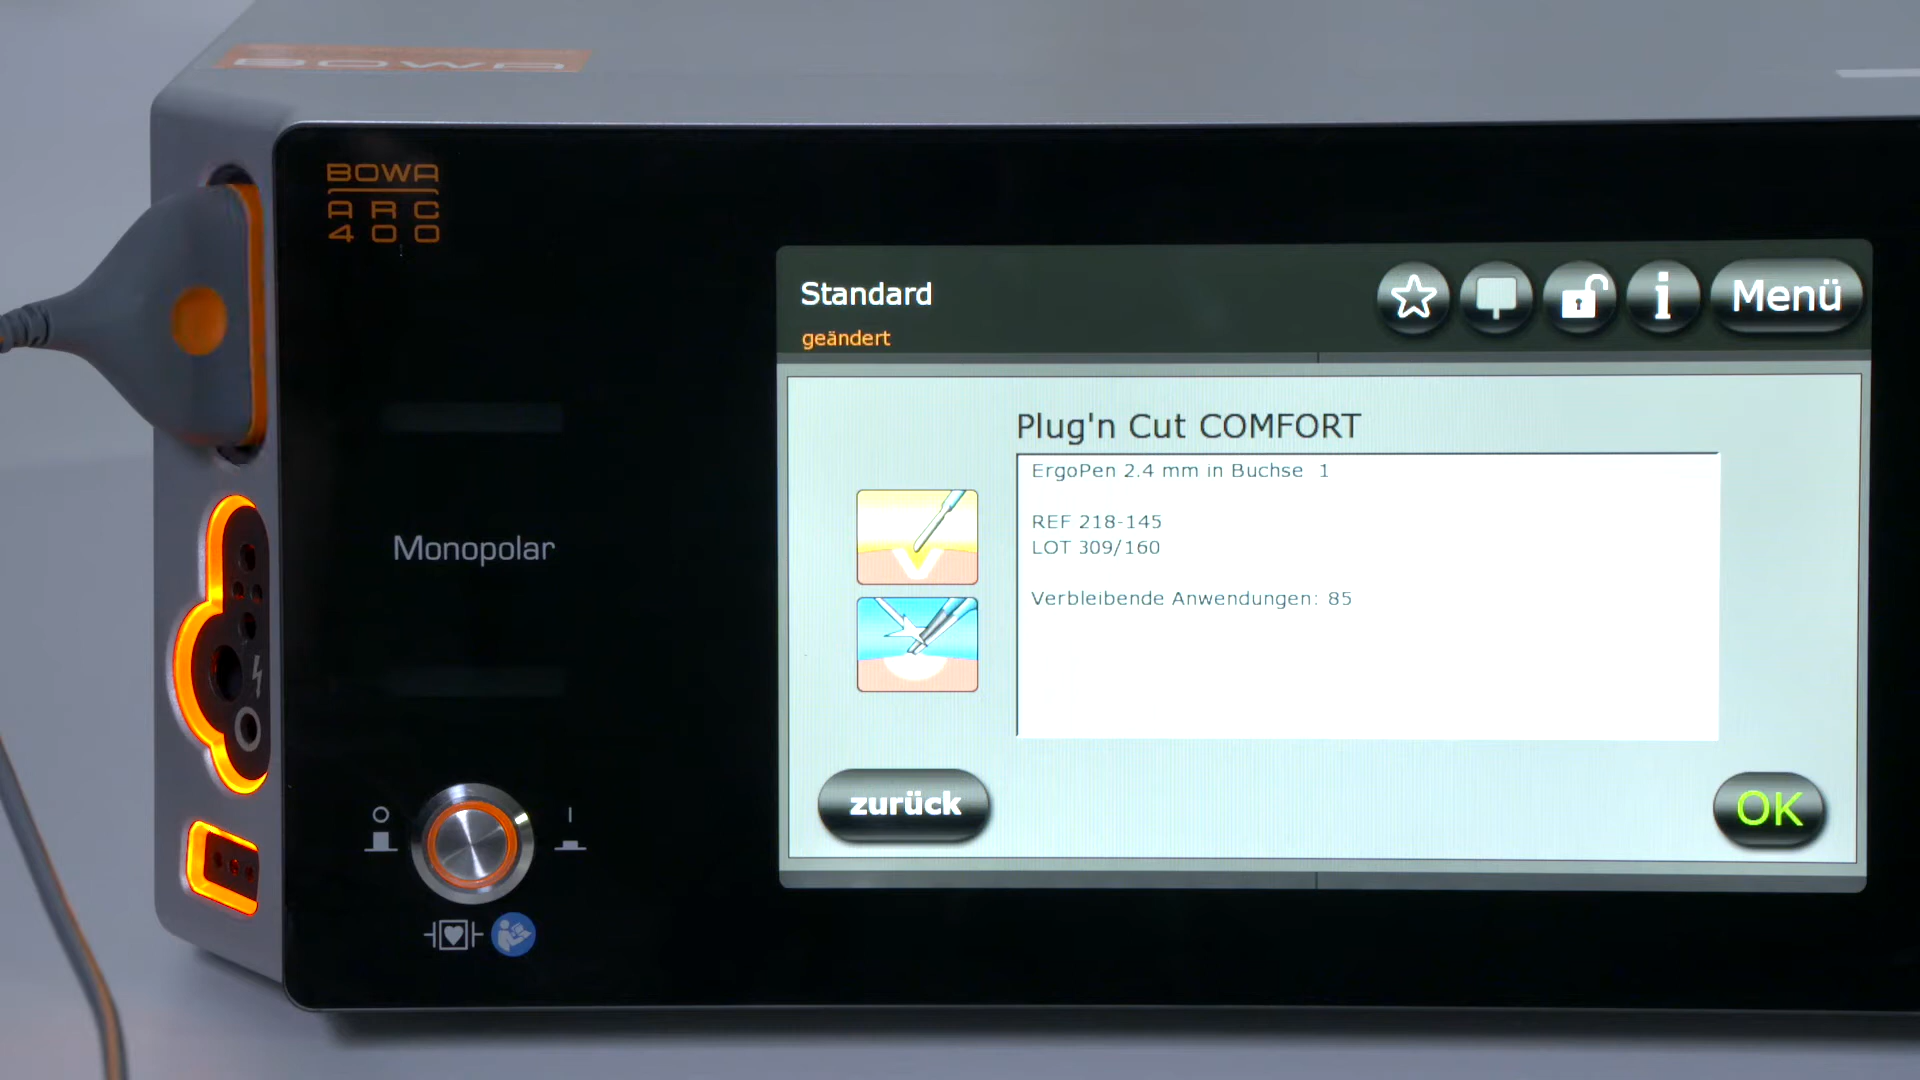 BOWA
BOWA
ARC
400
Monopolar
Standard
geändert
i
Menü
Plug'n Cut COMFORT
ErgoPen 2.4 mm in Buchse 1
REF 218-145
LOT 309/160
Verbleibende Anwendungen: 85
zurück
OK